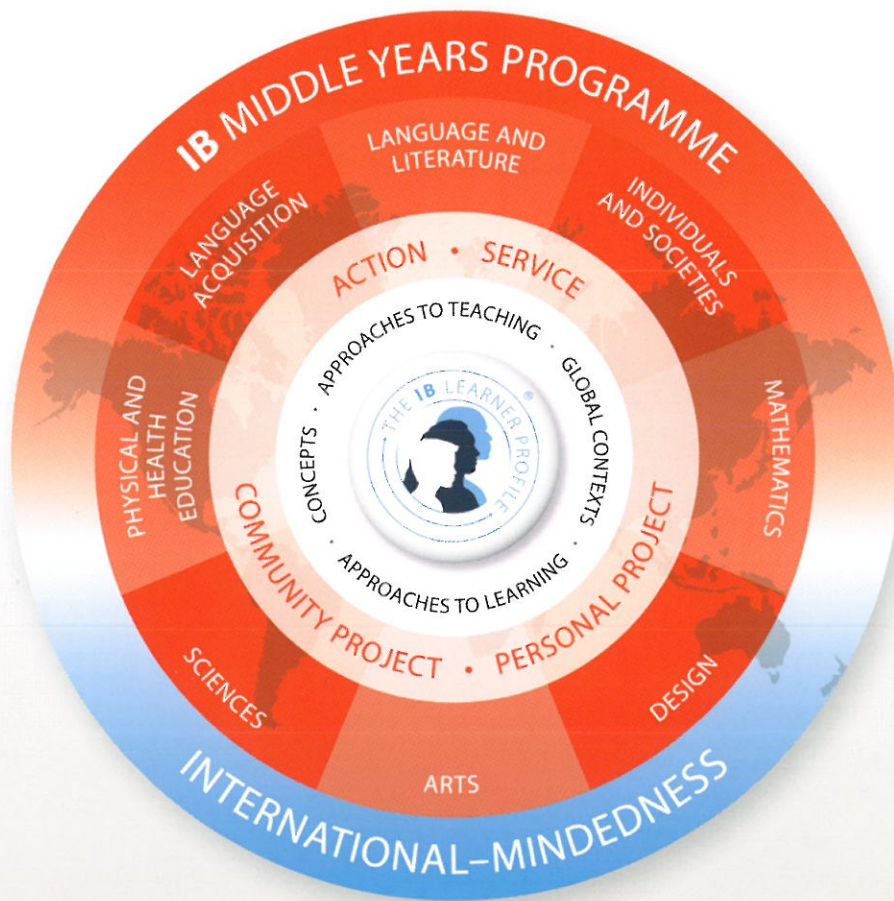 IB MIDDLE YEARS PROGRAMME
LANGUAGE AND
LITERATURE
INDIVIDUALS
AND SOCIETIES
MATHEMATICS
DESIGN
ARTS
SCIENCES
PHYSICAL AND
HEALTH
EDUCATION
LANGUAGE
ACQUISITION
ACTION • SERVICE
PERSONAL PROJECT
• COMMUNITY PROJECT
APPROACHES TO TEACHING ·
GLOBAL CONTEXTS ·
APPROACHES TO LEARNING ·
CONCEPTS ·
• THE IB LEARNER PROFILE •
®
INTERNATIONAL–MINDEDNESS